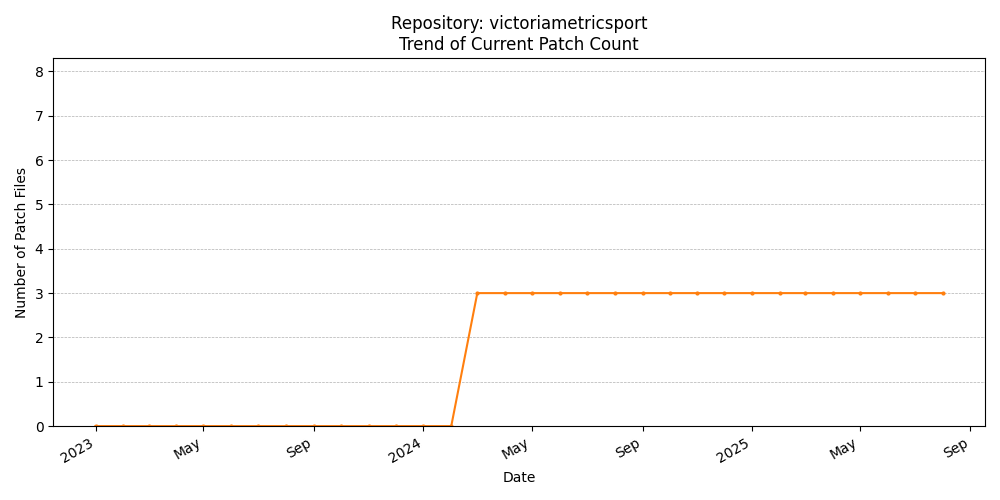 Repository: victoriametricsport
Trend of Current Patch Count
Number of Patch Files
8
7
6
5
4
3
2
1
0
2023
May
Sep
2024
May
Sep
2025
May
Sep
Date